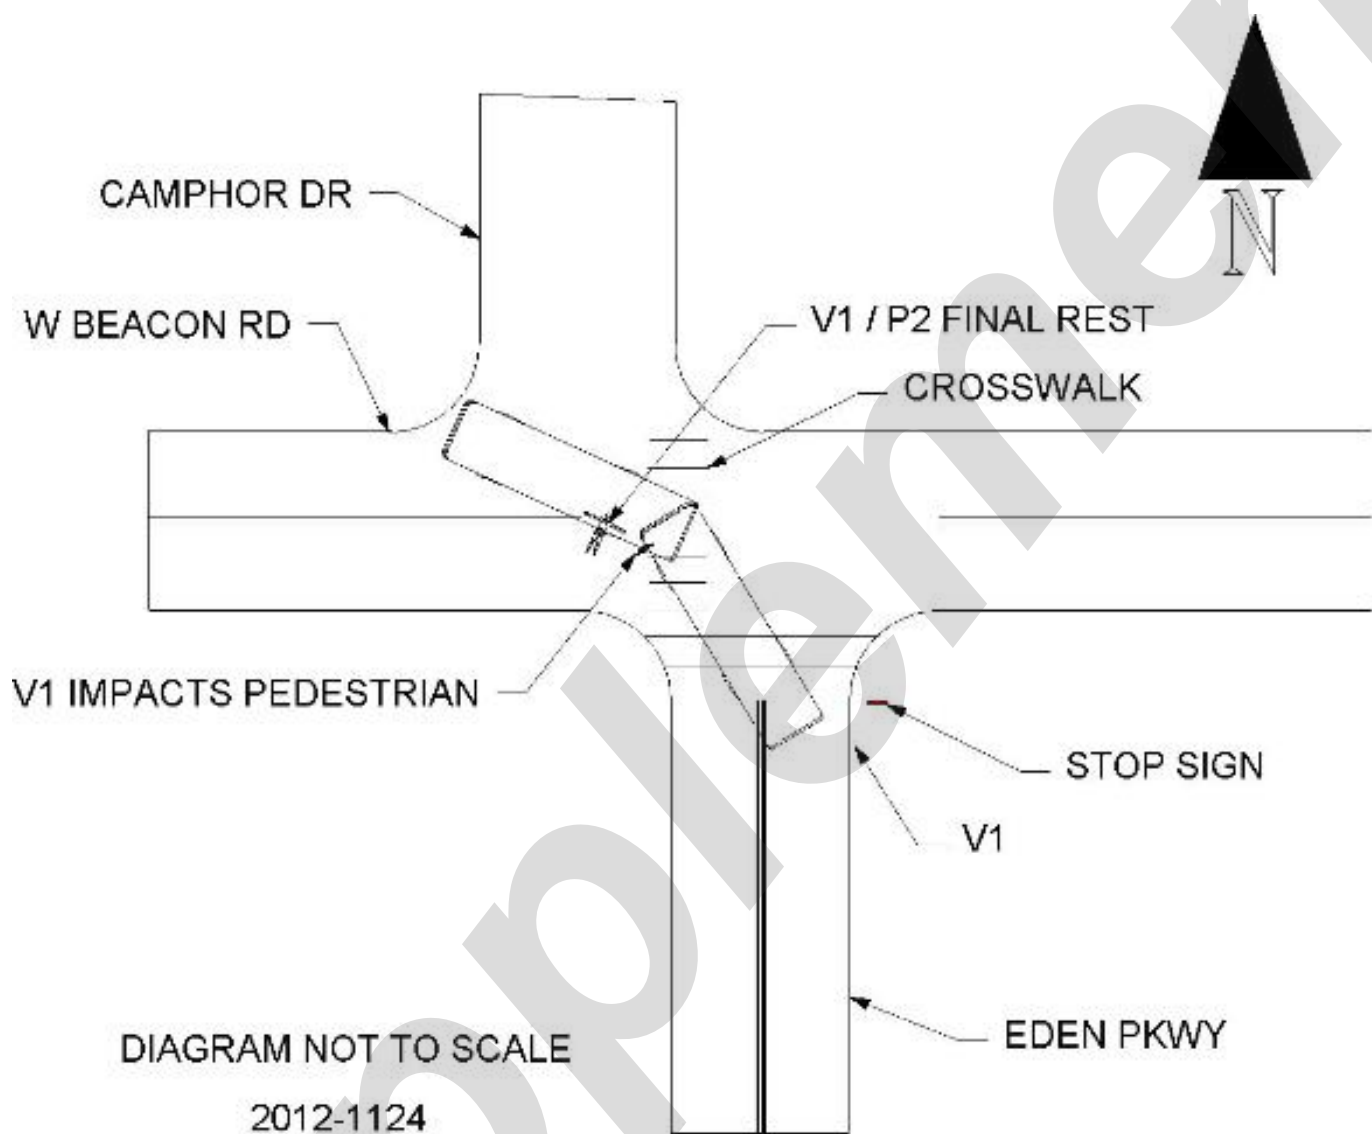 CAMPHOR DR
N
W BEACON RD
V1 / P2 FINAL REST
CROSSWALK
V1 IMPACTS PEDESTRIAN
STOP SIGN
V1
EDEN PKWY
DIAGRAM NOT TO SCALE
2012-1124
pplemen